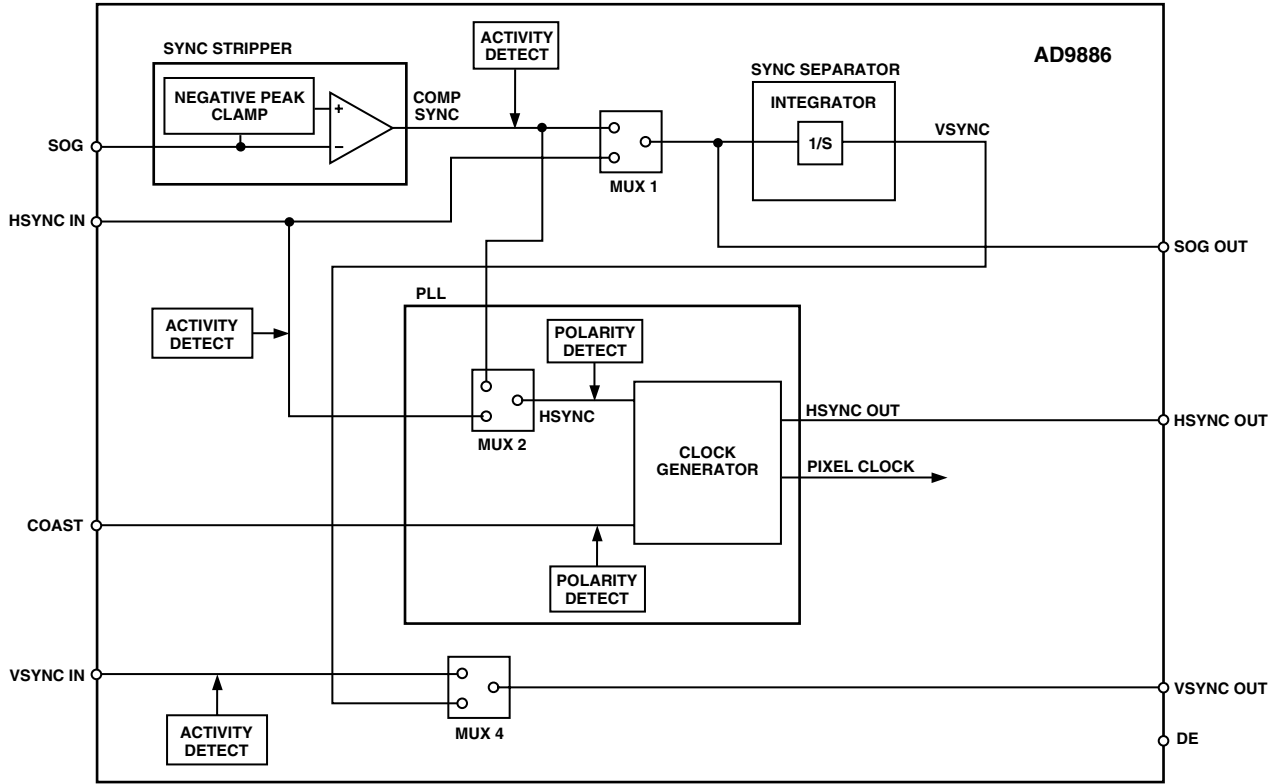 AD9886
SYNC STRIPPER
NEGATIVE PEAK
CLAMP
+
−
COMP
SYNC
ACTIVITY
DETECT
SYNC SEPARATOR
INTEGRATOR
1/S
VSYNC
SOG
MUX 1
HSYNC IN
SOG OUT
ACTIVITY
DETECT
PLL
POLARITY
DETECT
HSYNC
MUX 2
CLOCK
GENERATOR
HSYNC OUT
HSYNC OUT
PIXEL CLOCK
COAST
POLARITY
DETECT
VSYNC IN
ACTIVITY
DETECT
MUX 4
VSYNC OUT
DE